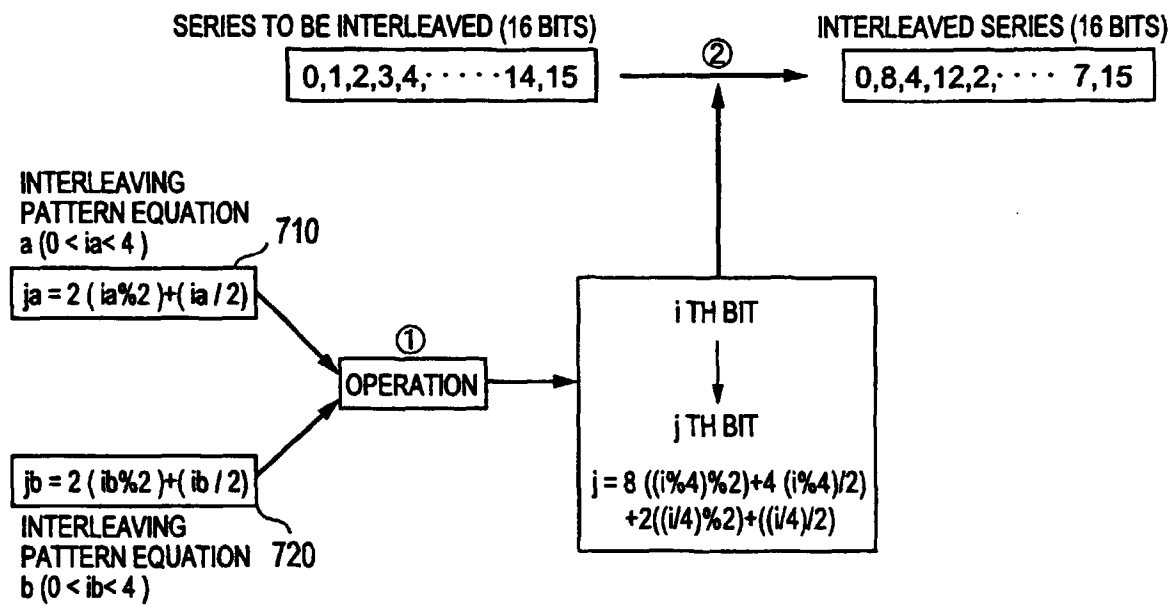 SERIES TO BE INTERLEAVED (16 BITS)
0,1,2,3,4,·····14,15
②
INTERLEAVED SERIES (16 BITS)
0,8,4,12,2,···· 7,15
INTERLEAVING
PATTERN EQUATION
a (0 < ia< 4 )
710
ja = 2 ( ia%2 )+( ia / 2)
①
OPERATION
jb = 2 ( ib%2 )+( ib / 2)
INTERLEAVING
PATTERN EQUATION
b (0 < ib< 4 )
720
i TH BIT
j TH BIT
j = 8 ((i%4)%2)+4 (i%4)/2)
+2((i/4)%2)+((i/4)/2)